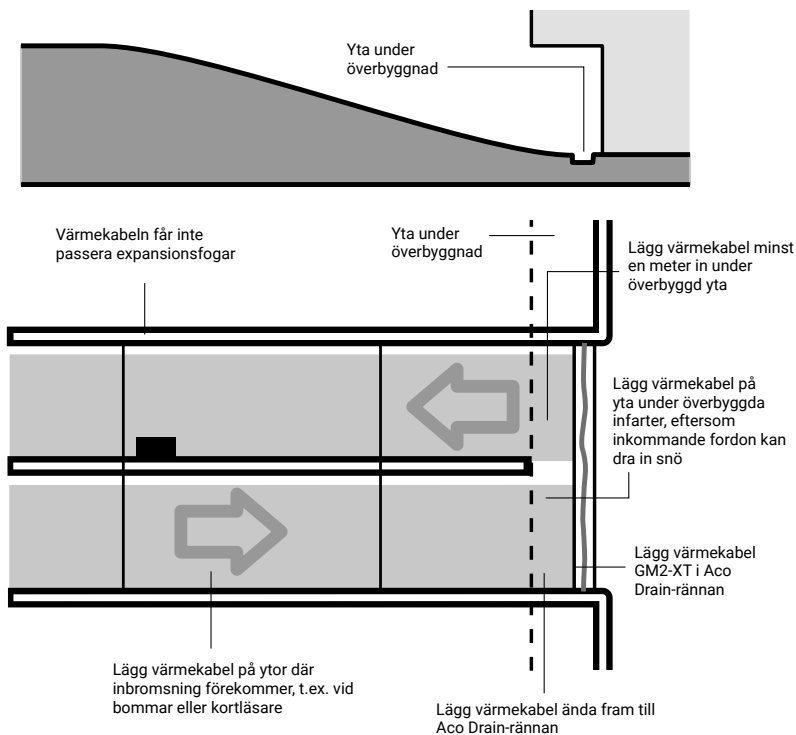 Yta under
överbyggnad
Värmekabeln får inte
passera expansionsfogar
Yta under
överbyggnad
Lägg värmekabel minst
en meter in under
överbyggd yta
Lägg värmekabel på
yta under överbyggda
infarter, eftersom
inkommande fordon kan
dra in snö
Lägg värmekabel
GM2-XT i Aco
Drain-rännan
Lägg värmekabel på ytor där
inbromsning förekommer, t.ex. vid
bommar eller kortläsare
Lägg värmekabel ända fram till
Aco Drain-rännan